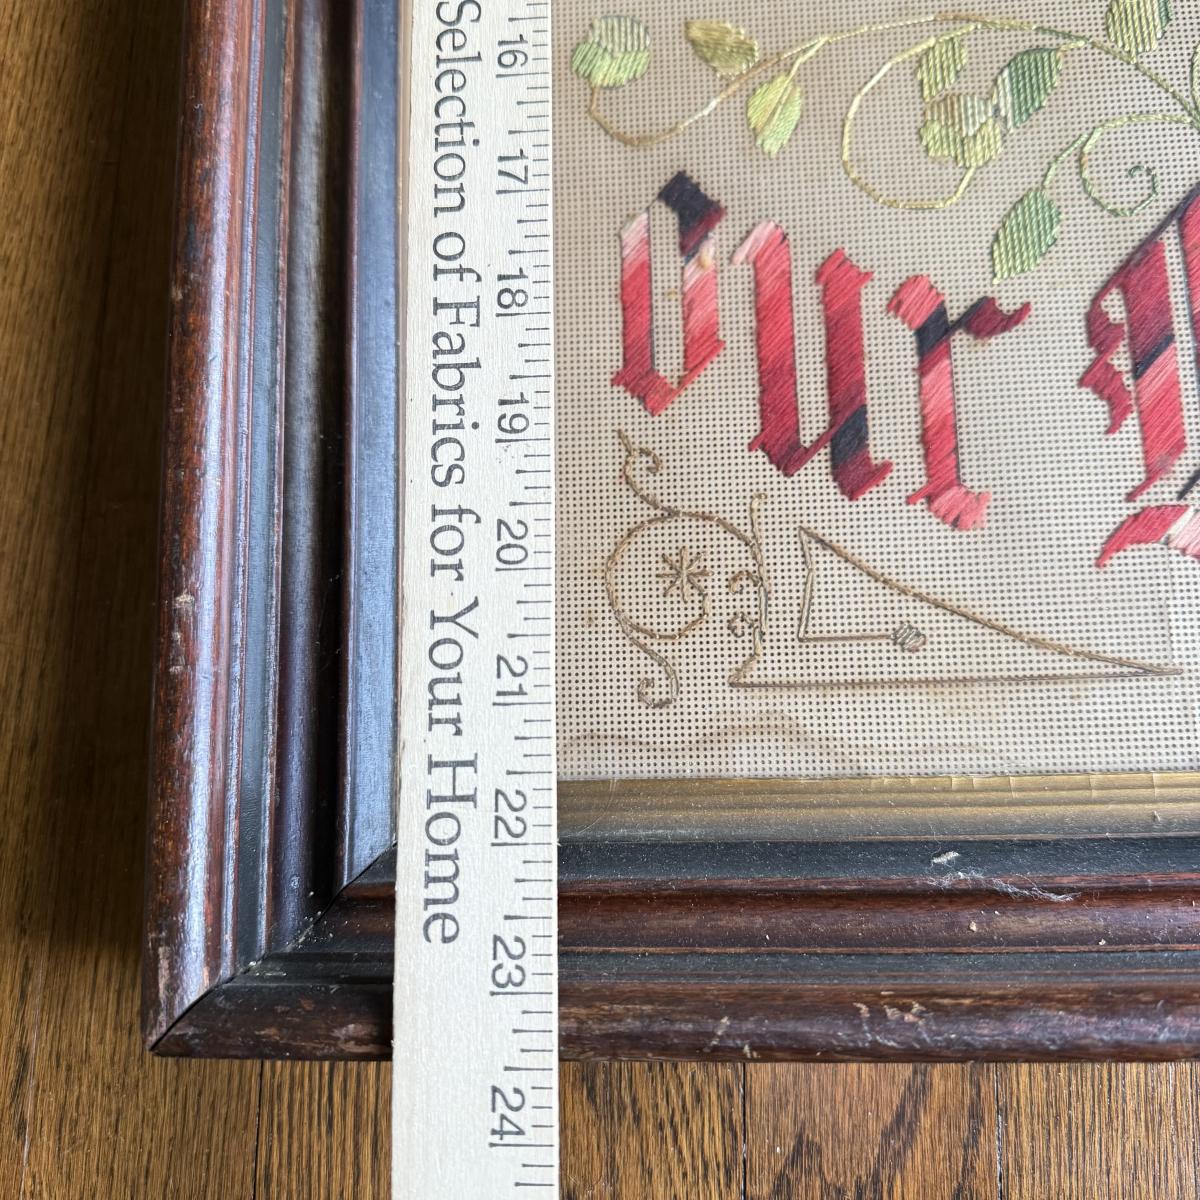 Selection of Fabrics for Your Home
16 17 18 19 20 21 22 23 24
Our